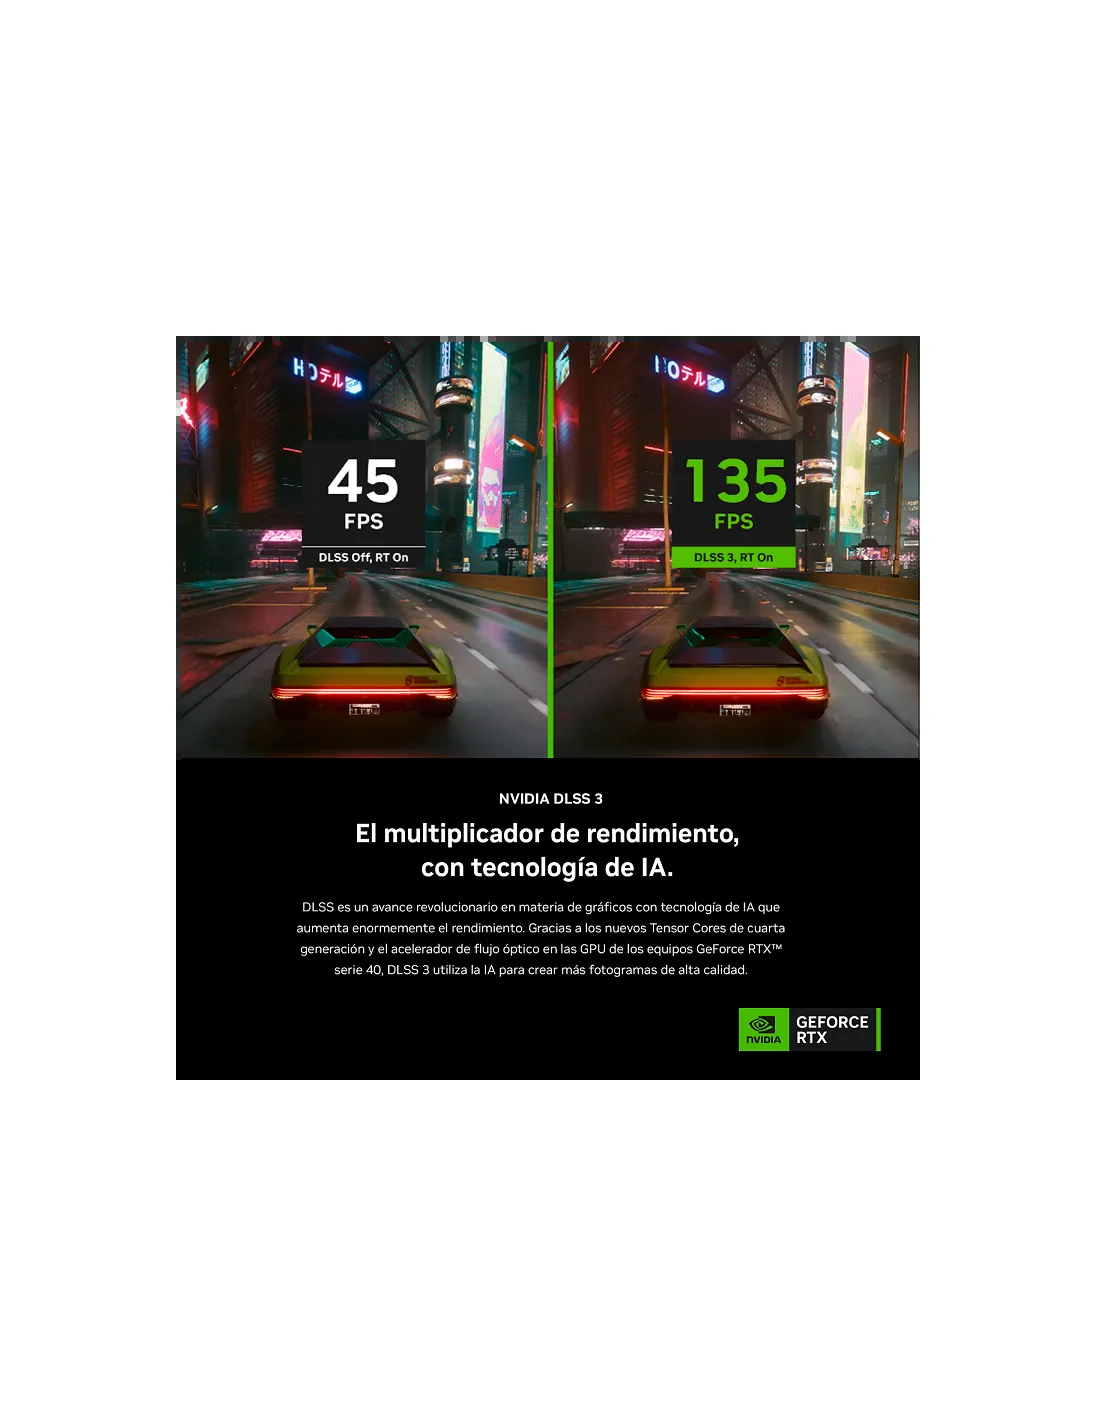 HOテル
HOテル
45
FPS
DLSS Off, RT On
135
FPS
DLSS 3, RT On
NVIDIA DLSS 3
El multiplicador de rendimiento,
con tecnología de IA.
DLSS es un avance revolucionario en materia de gráficos con tecnología de IA que
aumenta enormemente el rendimiento. Gracias a los nuevos Tensor Cores de cuarta
generación y el acelerador de flujo óptico en las GPU de los equipos GeForce RTX™
serie 40, DLSS 3 utiliza la IA para crear más fotogramas de alta calidad.
NVIDIA
GEFORCE
RTX